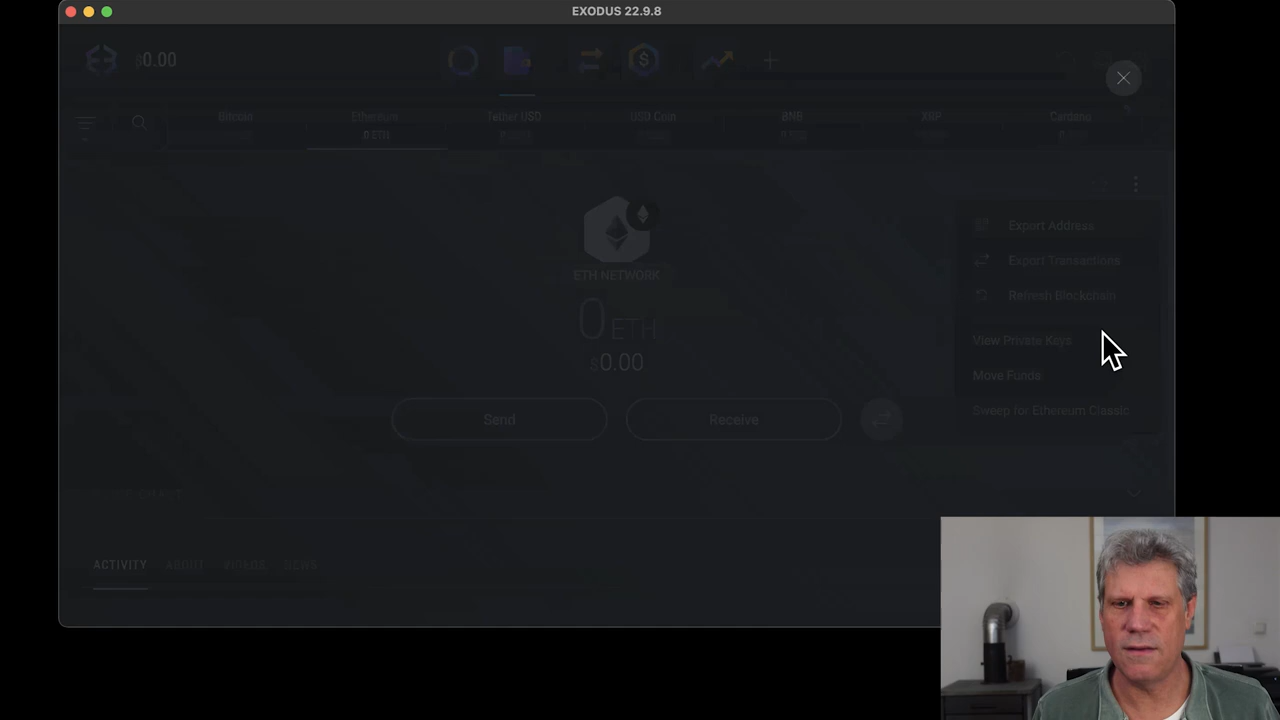 EXODUS 22.9.8
$0.00
Bitcoin
Ethereum
Tether USD
USD Coin
BNB
XRP
Cardano
0 ETH
Export Address
Export Transactions
Refresh Blockchain
View Private Keys
Move Funds
Sweep for Ethereum Classic
ETH NETWORK
0 ETH
$0.00
Send
Receive
ACTIVITY
ABOUT
VIDEOS
NEWS